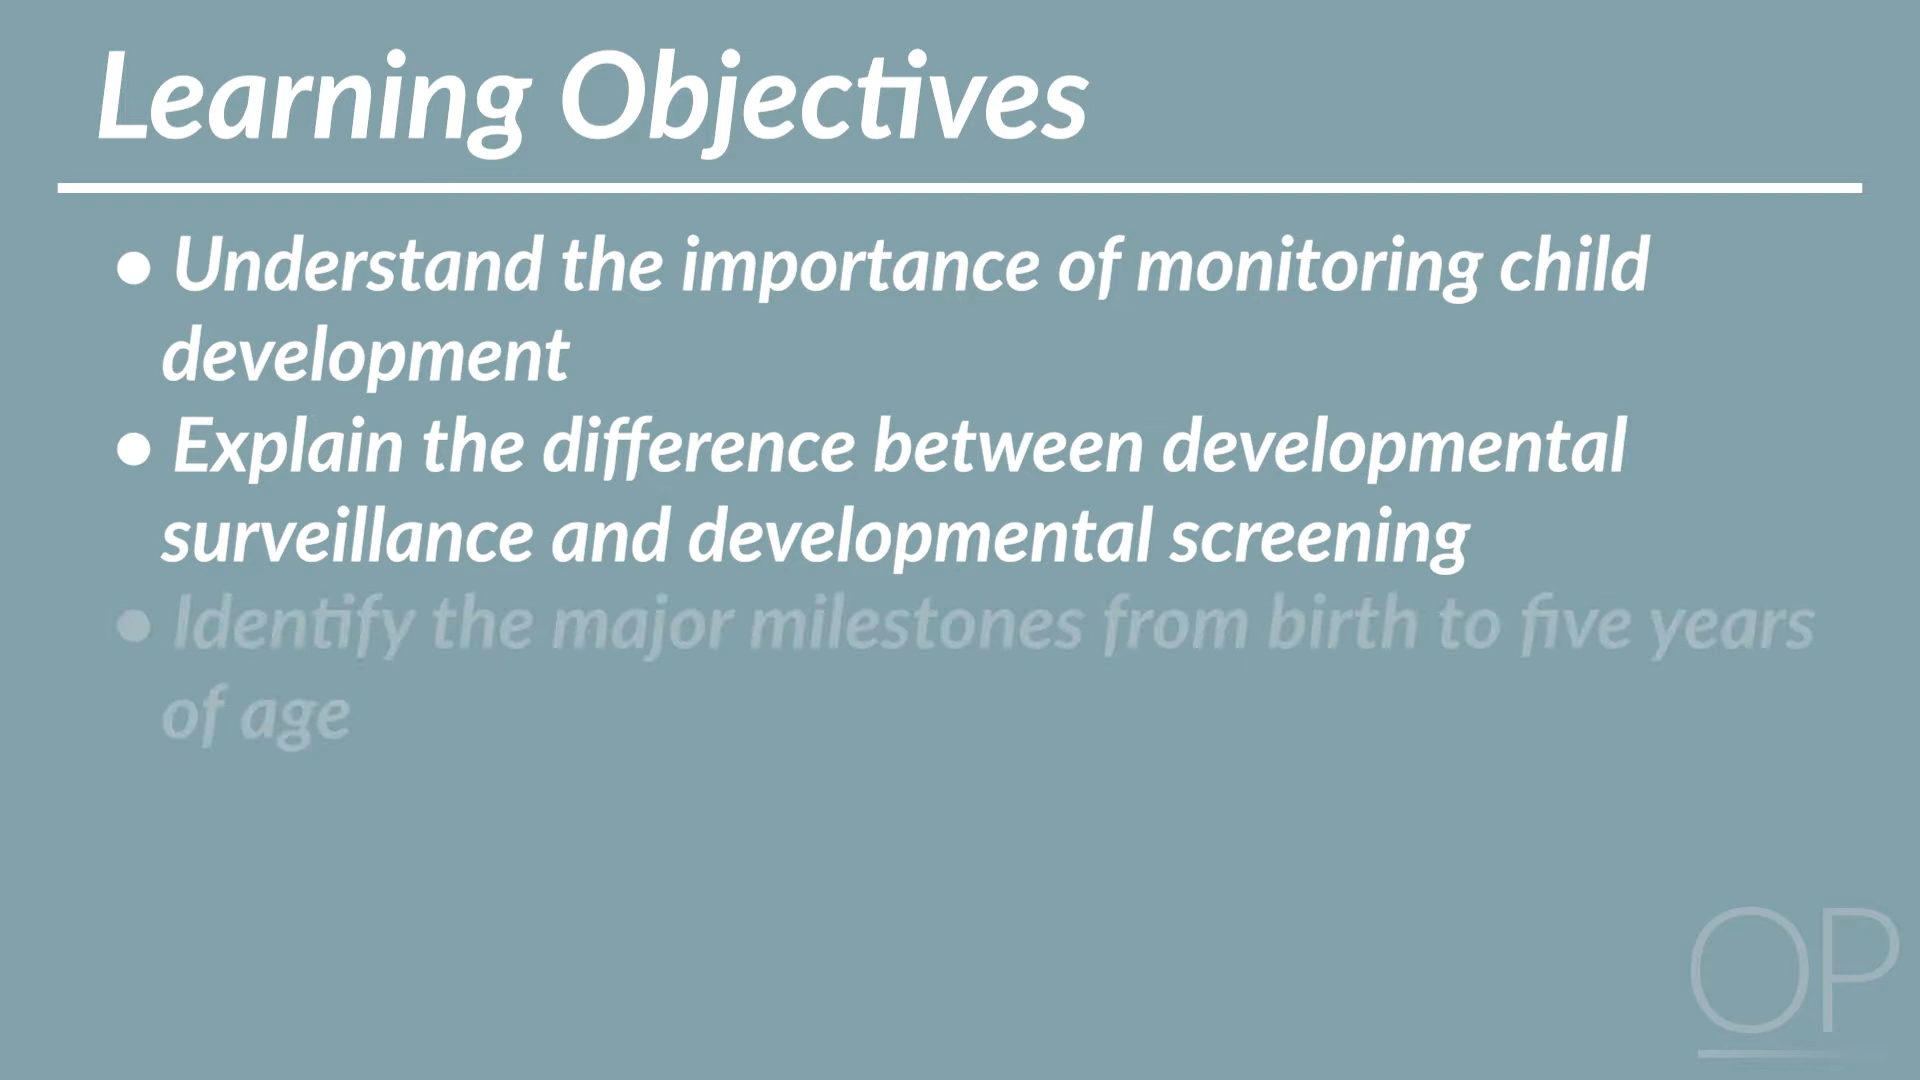 Learning Objectives
● Understand the importance of monitoring child
development
● Explain the difference between developmental
surveillance and developmental screening
● Identify the major milestones from birth to five years
of age
OP